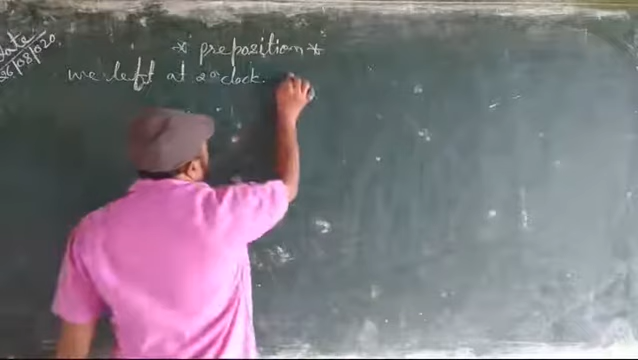 Date
26/08/020
* preposition *
we left at 2 o'clock.